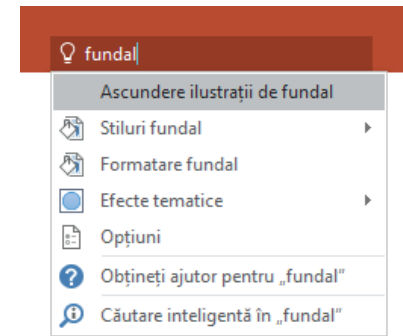 fundal
Ascundere ilustrații de fundal
Stiluri fundal
Formatare fundal
Efecte tematice
Opțiuni
Obțineți ajutor pentru „fundal”
Căutare inteligentă în „fundal”